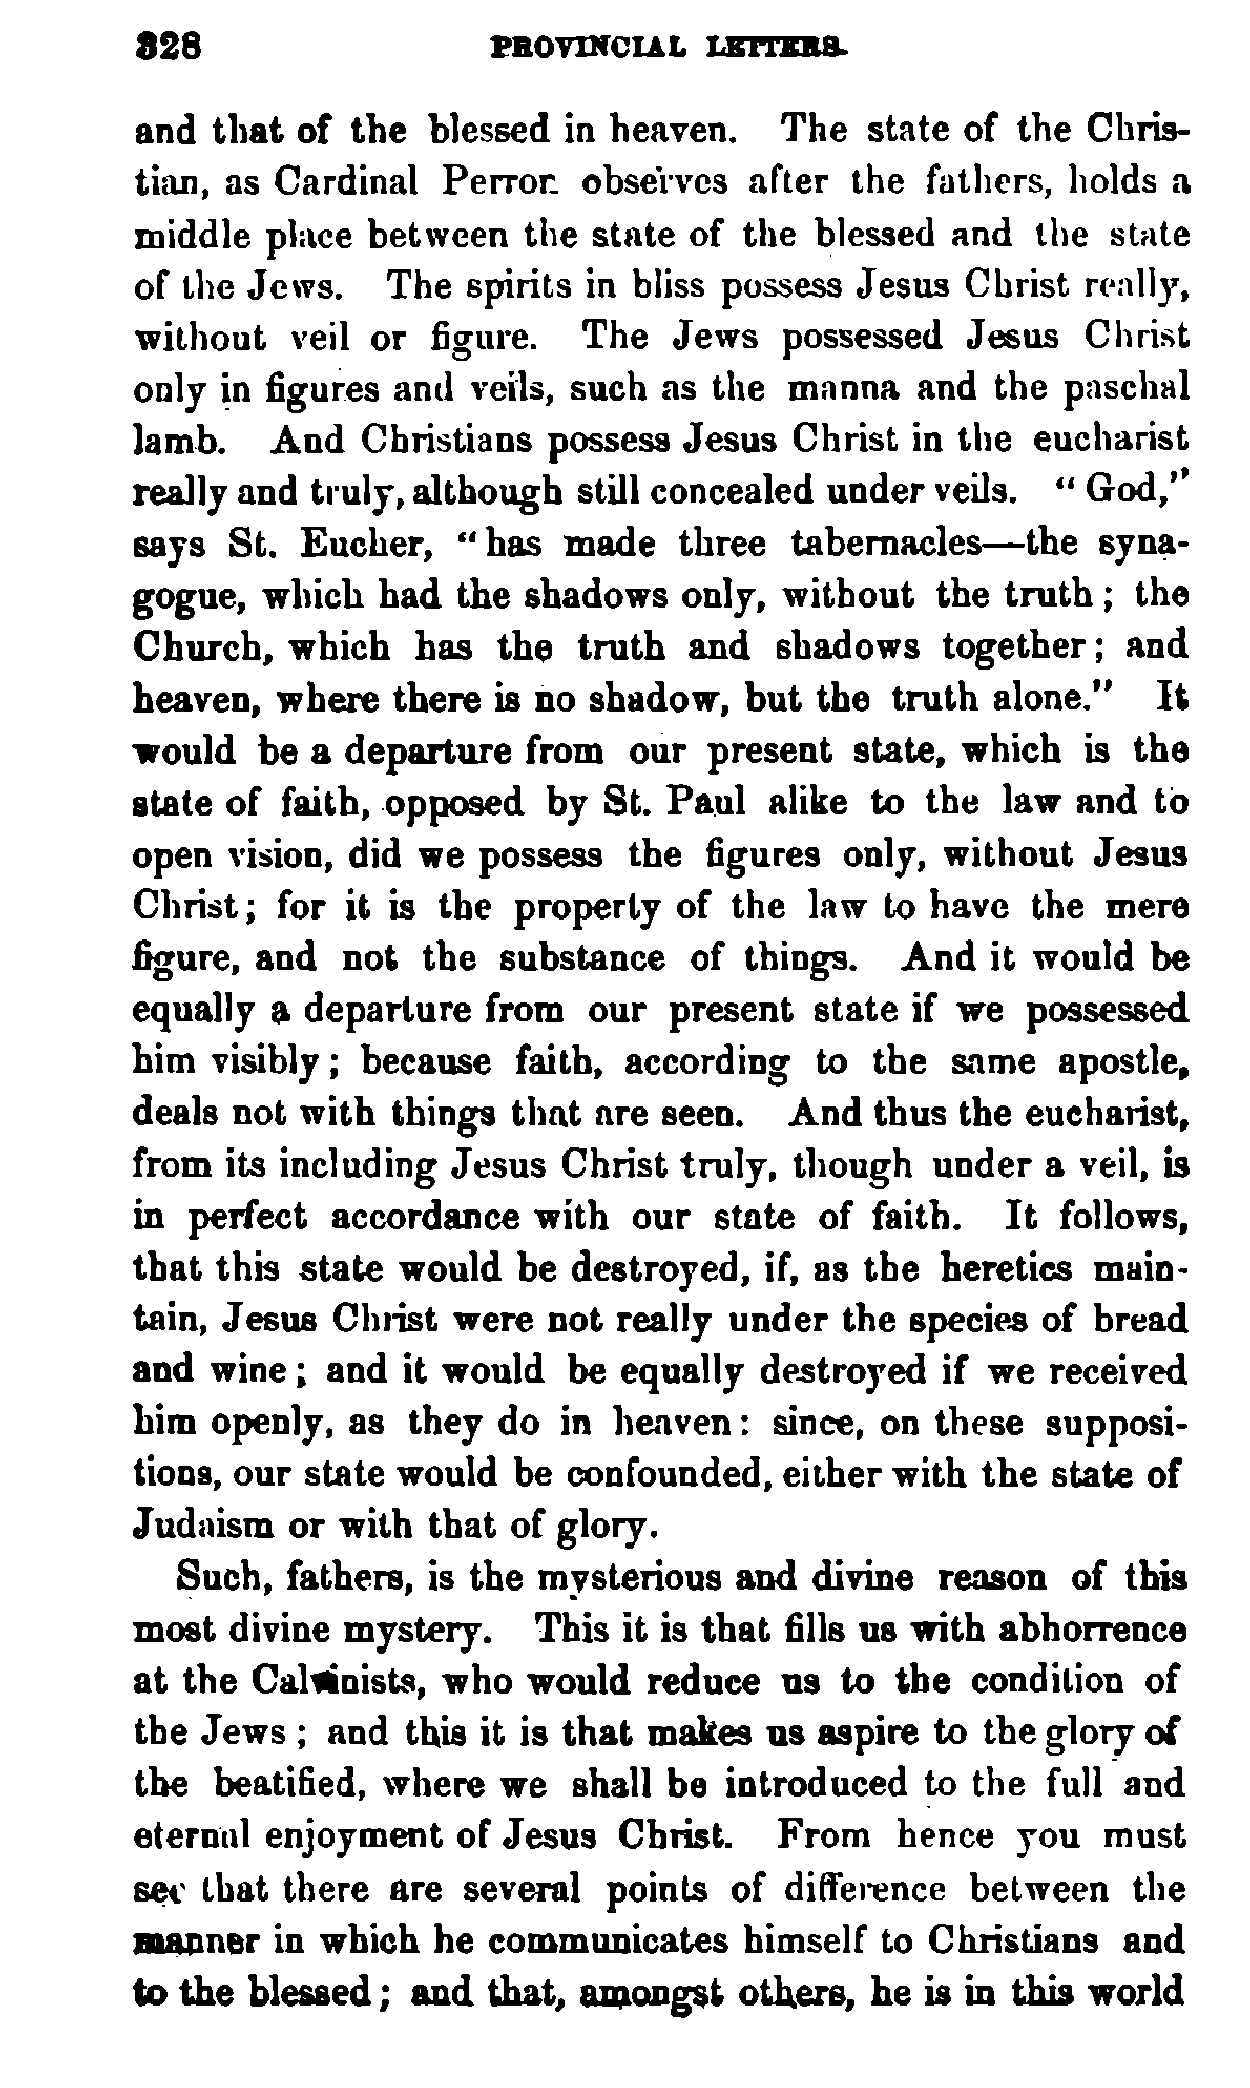 328 PROVINCIAL LETTERS.
and that of the blessed in heaven. The state of the Chris-
tian, as Cardinal Perron observes after the fathers, holds a
middle place between the state of the blessed and the state
of the Jews. The spirits in bliss possess Jesus Christ really,
without veil or figure. The Jews possessed Jesus Christ
only in figures and veils, such as the manna and the paschal
lamb. And Christians possess Jesus Christ in the eucharist
really and truly, although still concealed under veils. “God,”
says St. Eucher, “has made three tabernacles—the syna-
gogue, which had the shadows only, without the truth; the
Church, which has the truth and shadows together; and
heaven, where there is no shadow, but the truth alone.” It
would be a departure from our present state, which is the
state of faith, opposed by St. Paul alike to the law and to
open vision, did we possess the figures only, without Jesus
Christ; for it is the property of the law to have the mere
figure, and not the substance of things. And it would be
equally a departure from our present state if we possessed
him visibly; because faith, according to the same apostle,
deals not with things that are seen. And thus the eucharist,
from its including Jesus Christ truly, though under a veil, is
in perfect accordance with our state of faith. It follows,
that this state would be destroyed, if, as the heretics main-
tain, Jesus Christ were not really under the species of bread
and wine; and it would be equally destroyed if we received
him openly, as they do in heaven: since, on these supposi-
tions, our state would be confounded, either with the state of
Judaism or with that of glory.
Such, fathers, is the mysterious and divine reason of this
most divine mystery. This it is that fills us with abhorrence
at the Calvinists, who would reduce us to the condition of
the Jews; and this it is that makes us aspire to the glory of
the beatified, where we shall be introduced to the full and
eternal enjoyment of Jesus Christ. From hence you must
see that there are several points of difference between the
manner in which he communicates himself to Christians and
to the blessed; and that, amongst others, he is in this world